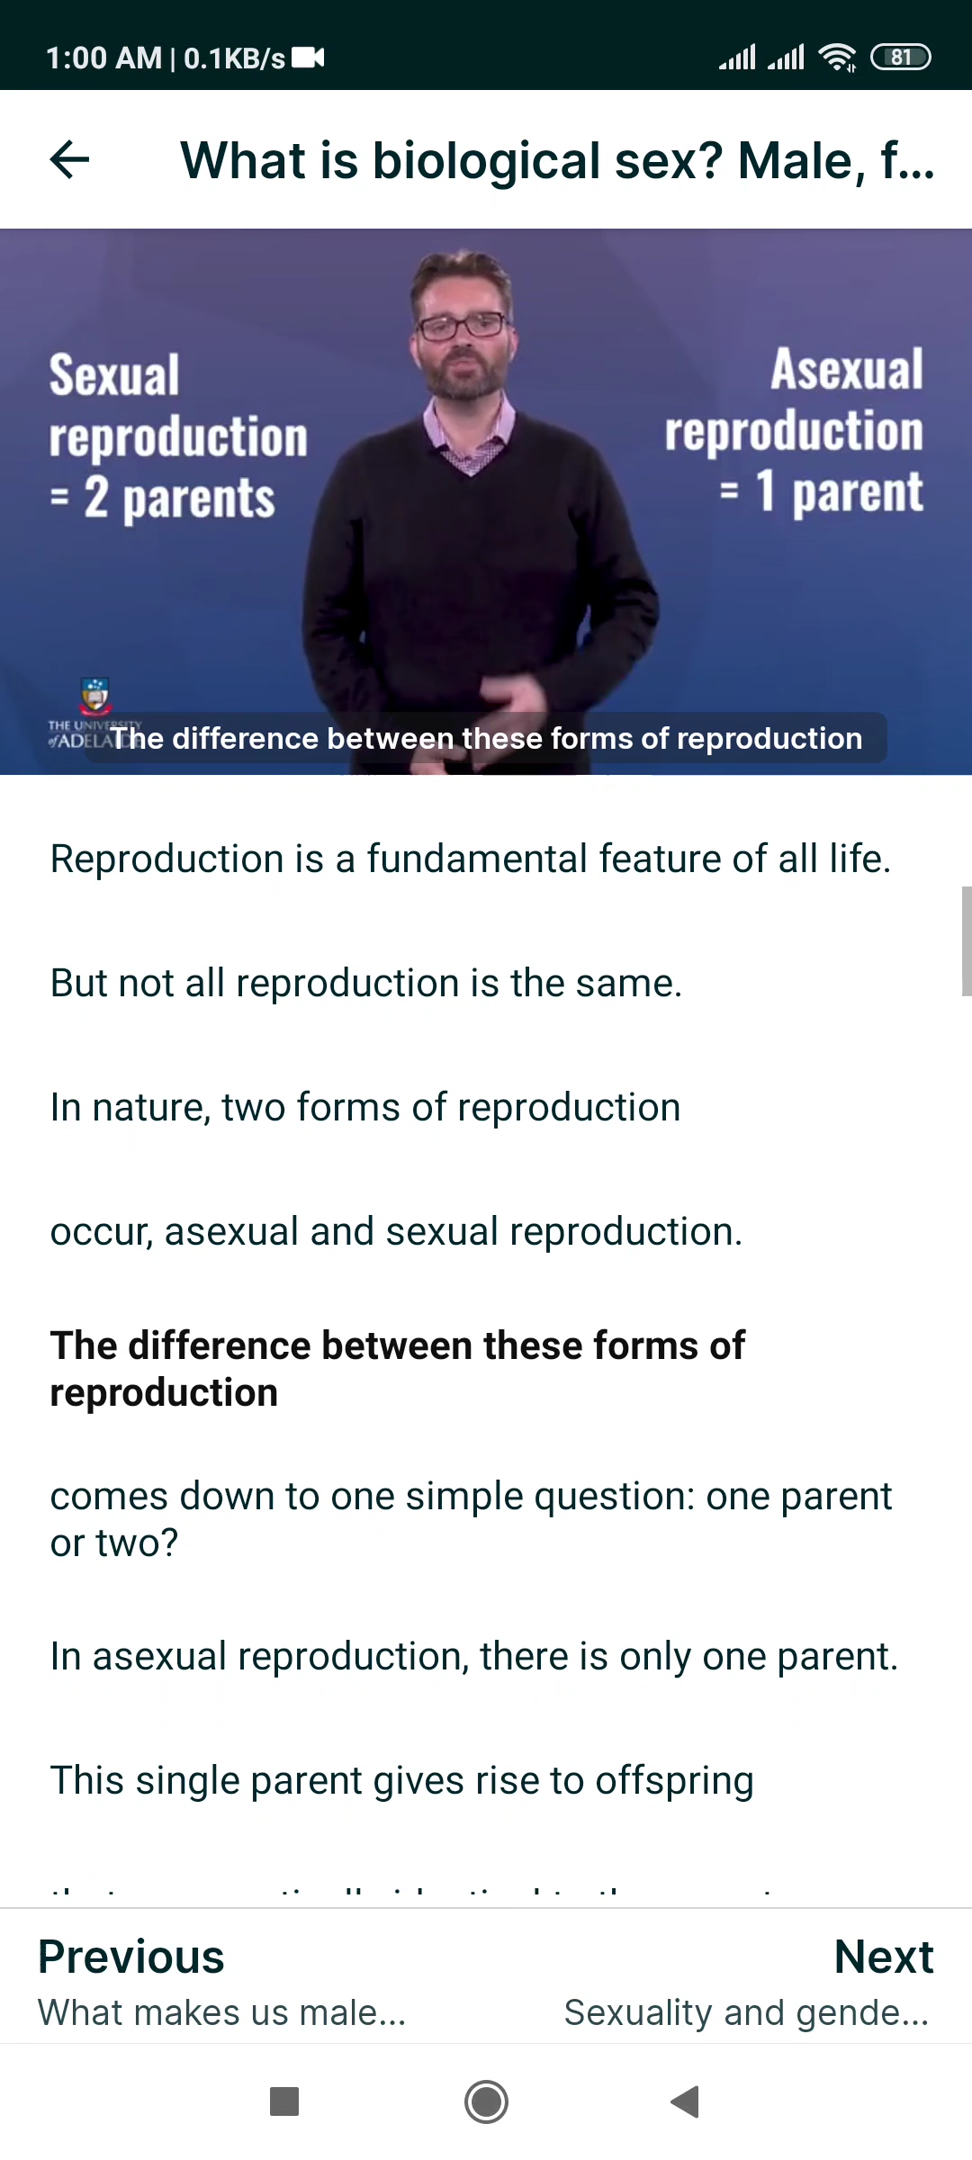 1:00 AM | 0.1KB/s
81
What is biological sex? Male, f...
Sexual
reproduction
= 2 parents
Asexual
reproduction
= 1 parent
THE UNIVERSITY
of ADELAIDE
The difference between these forms of reproduction
Reproduction is a fundamental feature of all life.
But not all reproduction is the same.
In nature, two forms of reproduction
occur, asexual and sexual reproduction.
The difference between these forms of
reproduction
comes down to one simple question: one parent
or two?
In asexual reproduction, there is only one parent.
This single parent gives rise to offspring
Previous
Next
What makes us male...
Sexuality and gende...